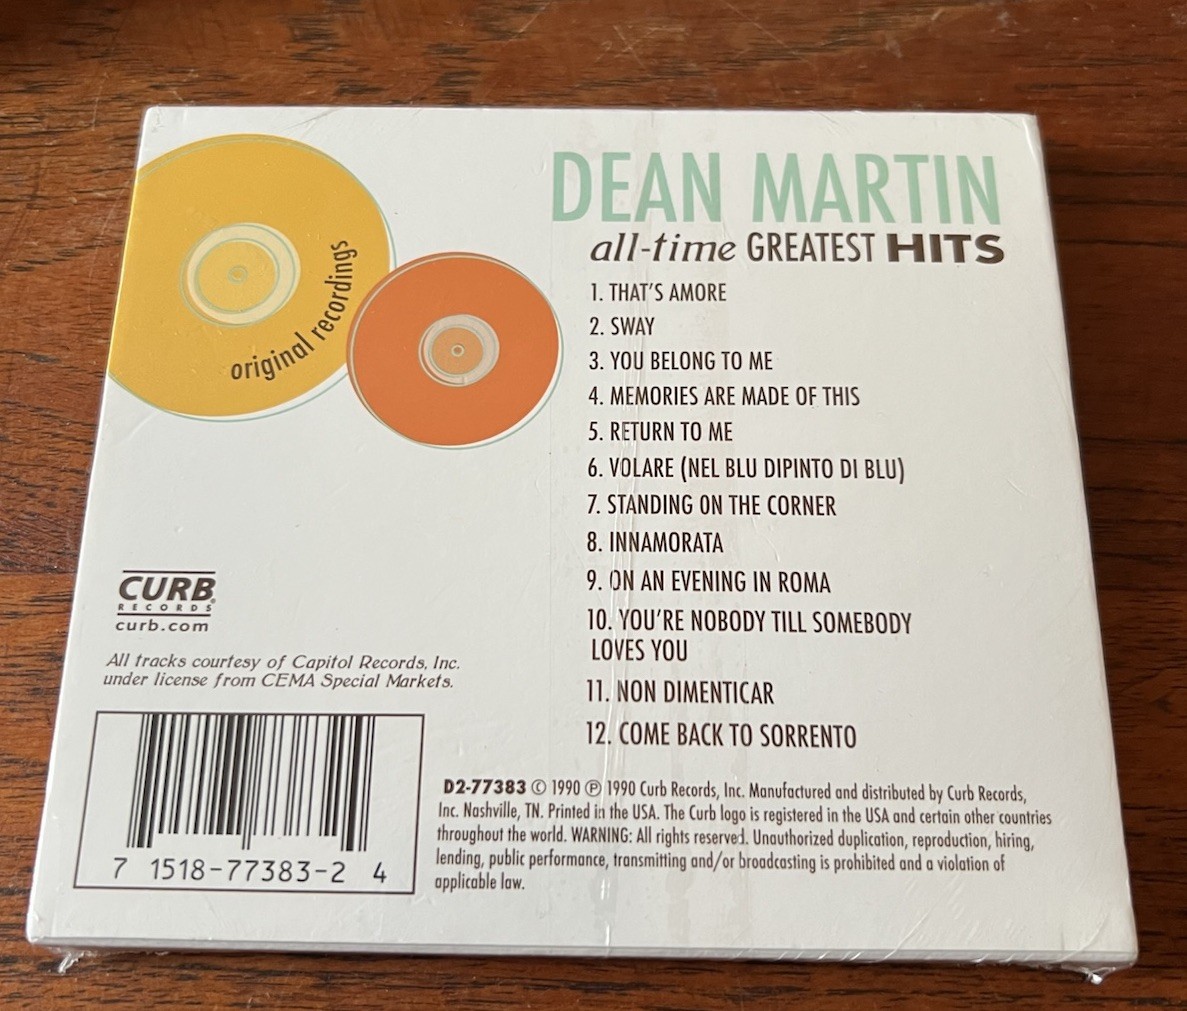 DEAN MARTIN
all-time GREATEST HITS
original recordings
1. THAT'S AMORE
2. SWAY
3. YOU BELONG TO ME
4. MEMORIES ARE MADE OF THIS
5. RETURN TO ME
6. VOLARE (NEL BLU DIPINTO DI BLU)
7. STANDING ON THE CORNER
8. INNAMORATA
9. ON AN EVENING IN ROMA
10. YOU'RE NOBODY TILL SOMEBODY
LOVES YOU
11. NON DIMENTICAR
12. COME BACK TO SORRENTO
CURB®
RECORDS
curb.com
All tracks courtesy of Capitol Records, Inc.
under license from CEMA Special Markets.
7 1518-77383-2 4
D2-77383 © 1990 ℗ 1990 Curb Records, Inc. Manufactured and distributed by Curb Records,
Inc. Nashville, TN. Printed in the USA. The Curb logo is registered in the USA and certain other countries
throughout the world. WARNING: All rights reserved. Unauthorized duplication, reproduction, hiring,
lending, public performance, transmitting and/or broadcasting is prohibited and a violation of
applicable law.